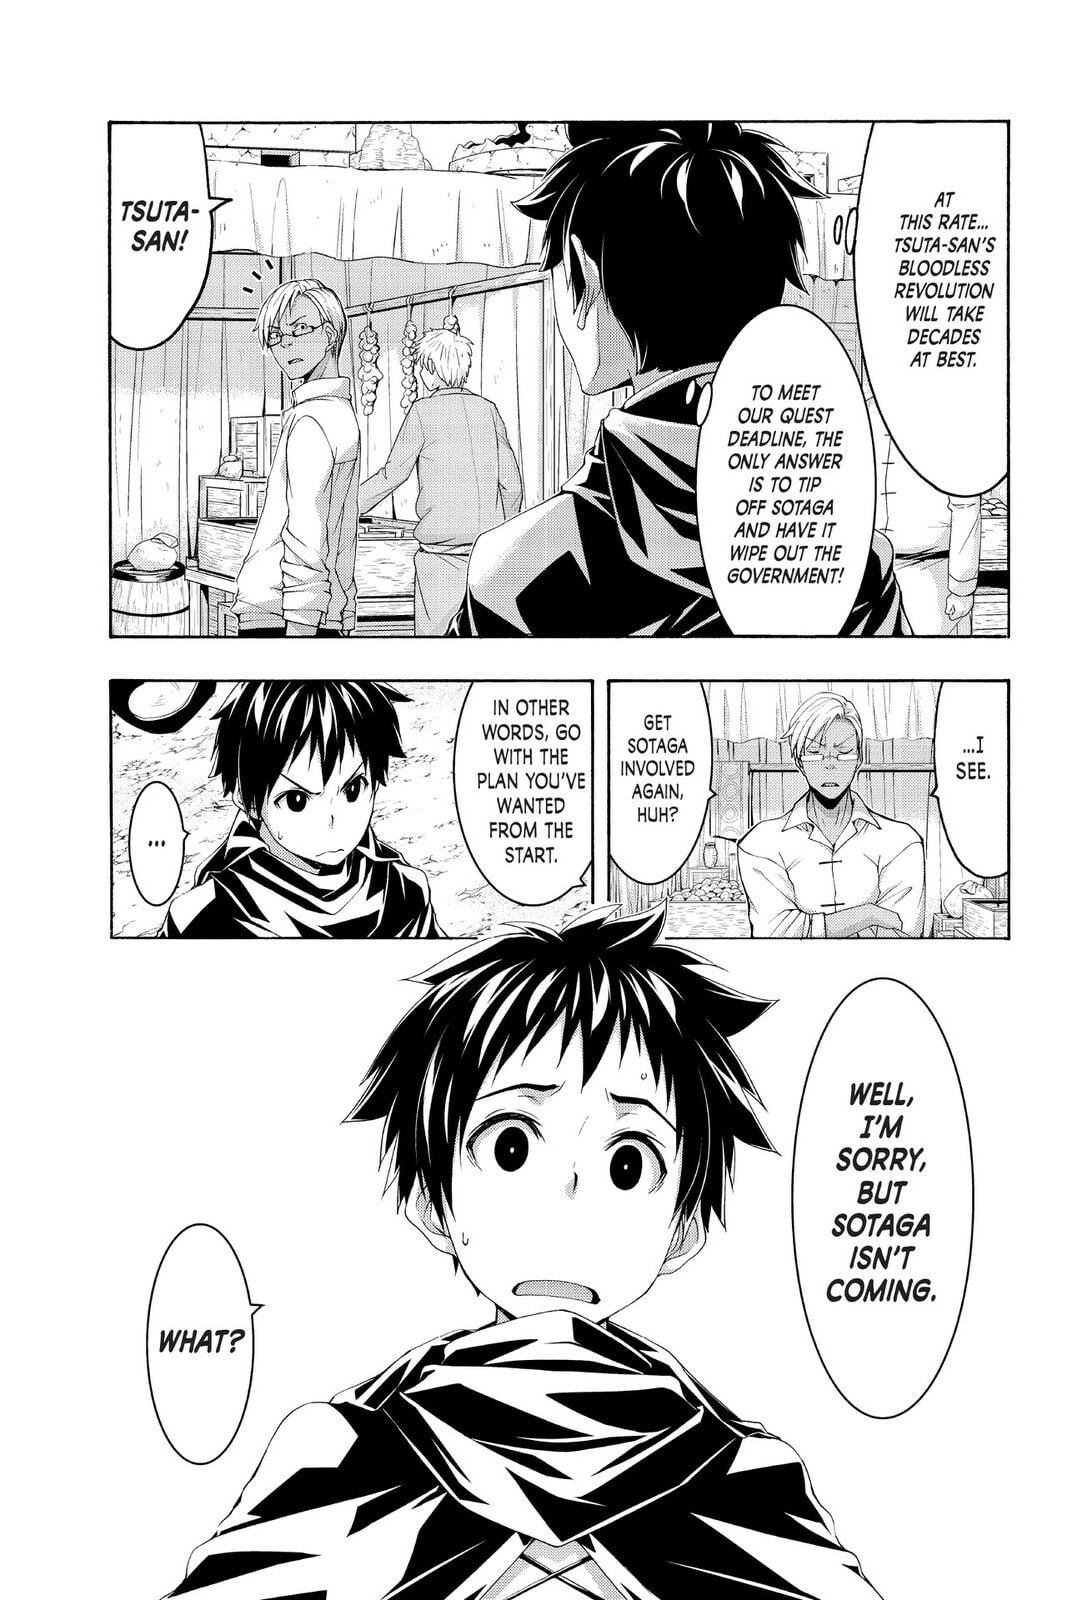 AT
THIS RATE...
TSUTA-SAN'S
BLOODLESS
REVOLUTION
WILL TAKE
DECADES
AT BEST.
TO MEET
OUR QUEST
DEADLINE, THE
ONLY ANSWER
IS TO TIP
OFF SOTAGA
AND HAVE IT
WIPE OUT THE
GOVERNMENT!
TSUTA-
SAN!
...I
SEE.
GET
SOTAGA
INVOLVED
AGAIN,
HUH?
IN OTHER
WORDS, GO
WITH THE
PLAN YOU'VE
WANTED
FROM THE
START.
...
WELL,
I'M
SORRY,
BUT
SOTAGA
ISN'T
COMING.
WHAT?